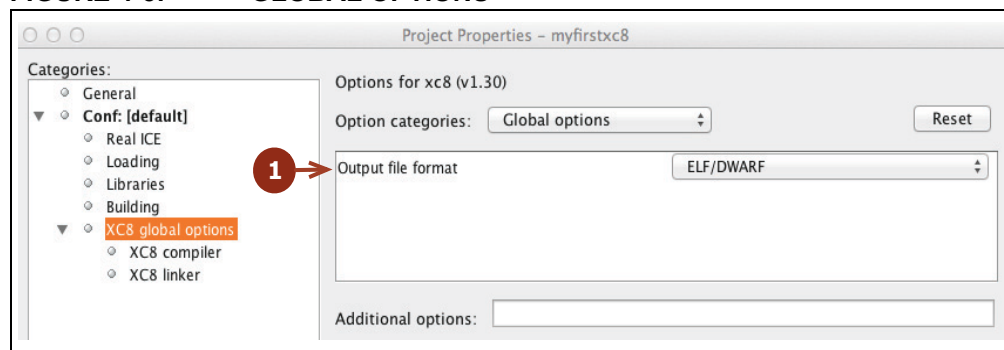 Project Properties – myfirstxc8
Categories:
General
Conf: [default]
Real ICE
Loading
Libraries
Building
XC8 global options
XC8 compiler
XC8 linker
Options for xc8 (v1.30)
Option categories: Global options Reset
1
Output file format ELF/DWARF
Additional options: